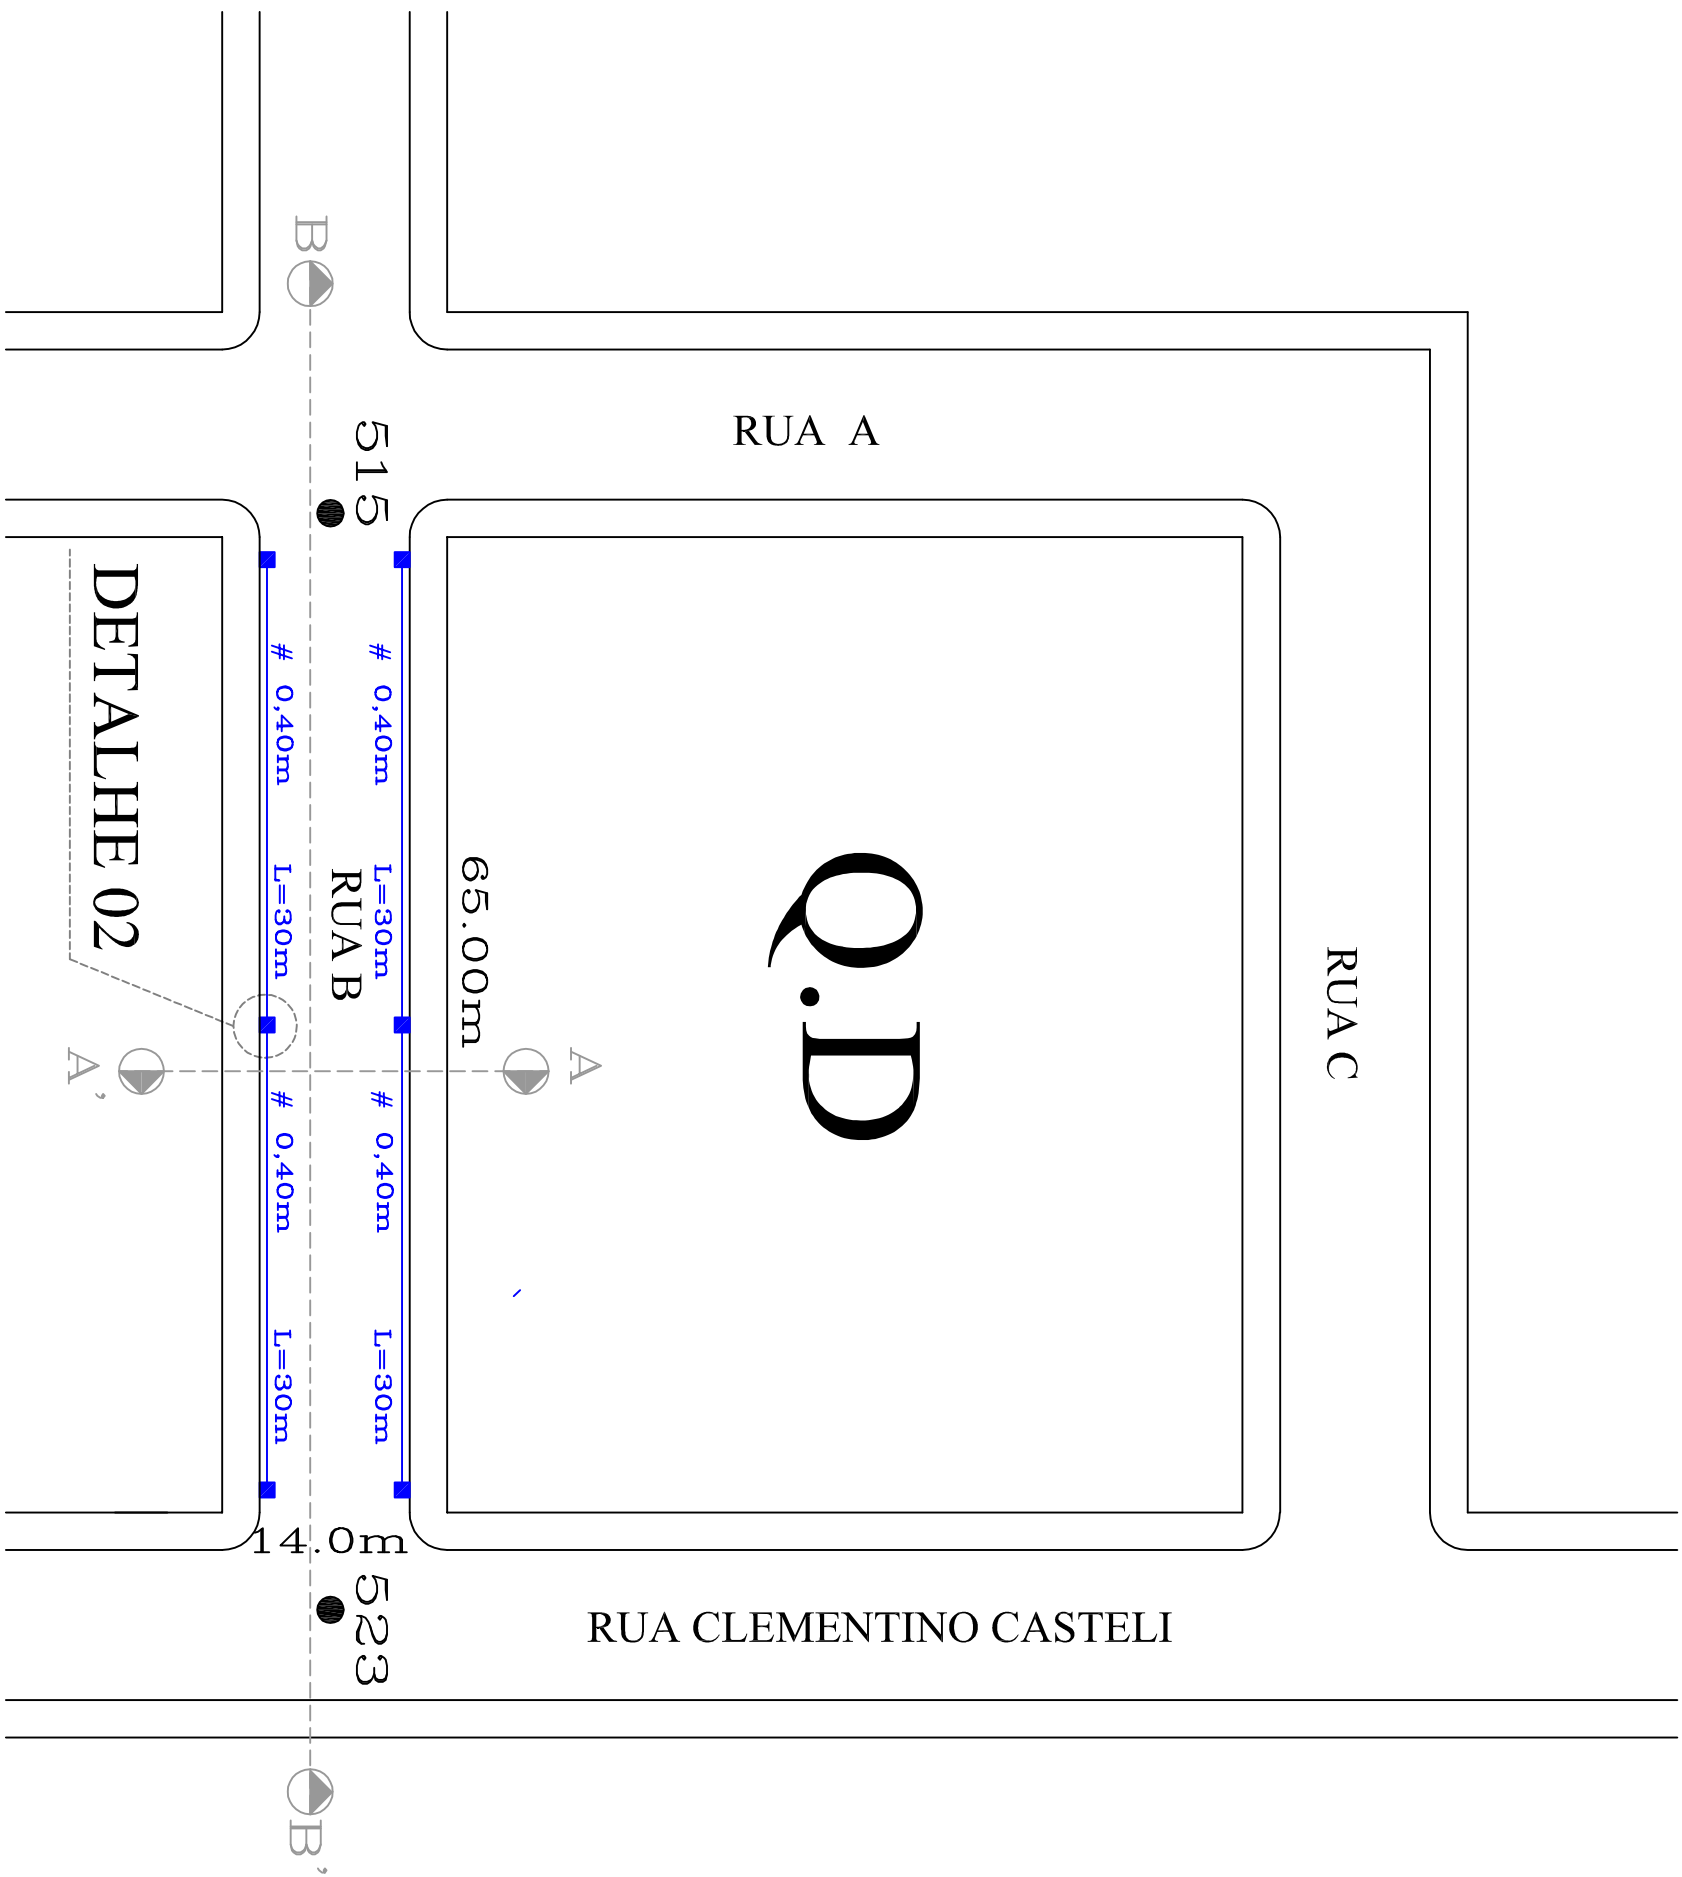 B
RUA A
515
DETALHE 02
# 0,40m L=30m
# 0,40m L=30m
RUA B
65.00m
Q.D
RUA C
A'
A
# 0,40m L=30m
# 0,40m L=30m
14.0m
523
RUA CLEMENTINO CASTELI
B'